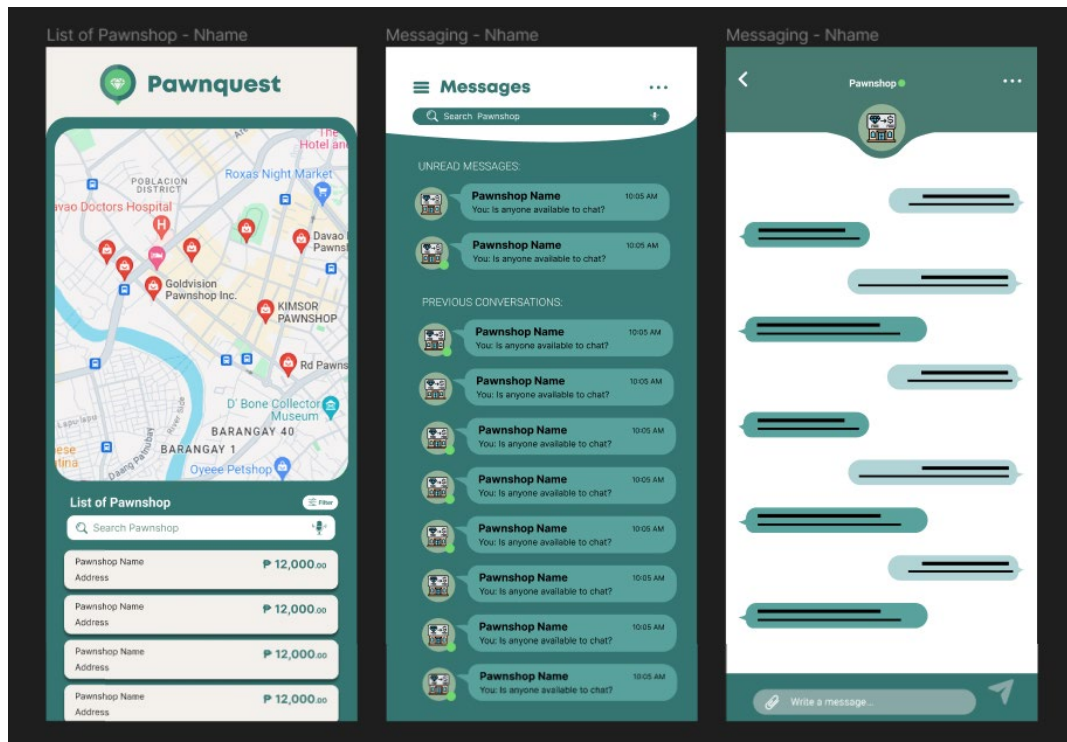 List of Pawnshop - Nhame
Pawnquest
The
Hotel and
Roxas Night Market
POBLACION
DISTRICT
avao Doctors Hospital
Davao
Pawnsl
Goldvision
Pawnshop Inc.
KIMSOR
PAWNSHOP
Rd Pawns
D' Bone Collector
Museum
Lapu-lapu
River Side
BARANGAY 40
BARANGAY 1
ese
tina
Daang Patnubay
Oyeee Petshop
List of Pawnshop
Filter
Search Pawnshop
Pawnshop Name
₱ 12,000.00
Address
Pawnshop Name
₱ 12,000.00
Address
Pawnshop Name
₱ 12,000.00
Address
Pawnshop Name
₱ 12,000.00
Address
Messaging - Nhame
Messages
Search Pawnshop
UNREAD MESSAGES:
Pawnshop Name 10:05 AM
You: Is anyone available to chat?
Pawnshop Name 10:05 AM
You: Is anyone available to chat?
PREVIOUS CONVERSATIONS:
Pawnshop Name 10:05 AM
You: Is anyone available to chat?
Pawnshop Name 10:05 AM
You: Is anyone available to chat?
Pawnshop Name 10:05 AM
You: Is anyone available to chat?
Pawnshop Name 10:05 AM
You: Is anyone available to chat?
Pawnshop Name 10:05 AM
You: Is anyone available to chat?
Pawnshop Name 10:05 AM
You: Is anyone available to chat?
Pawnshop Name 10:05 AM
You: Is anyone available to chat?
Pawnshop Name 10:05 AM
You: Is anyone available to chat?
Messaging - Nhame
Pawnshop
Write a message...